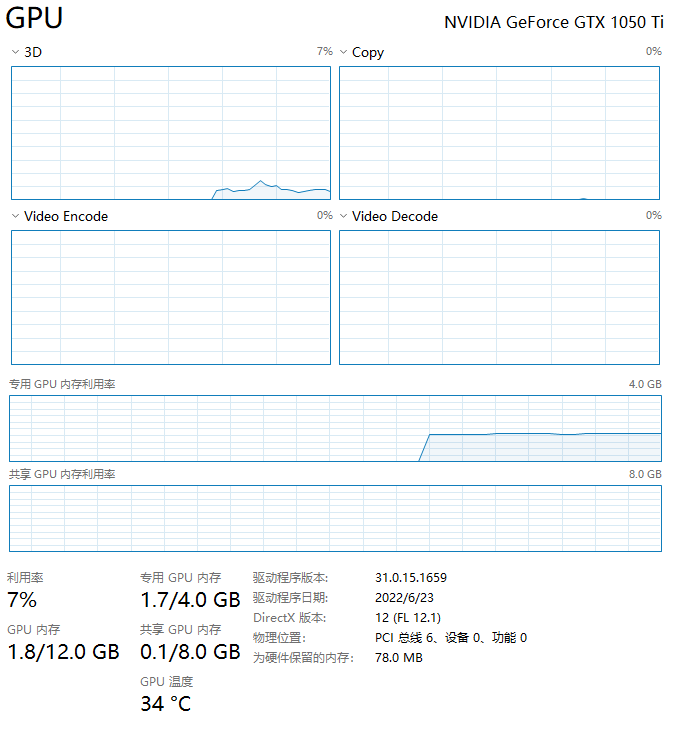 GPU NVIDIA GeForce GTX 1050 Ti
3D 7% Copy 0%
Video Encode 0% Video Decode 0%
专用 GPU 内存利用率 4.0 GB
共享 GPU 内存利用率 8.0 GB
利用率 专用 GPU 内存 驱动程序版本: 31.0.15.1659
7% 1.7/4.0 GB 驱动程序日期: 2022/6/23
DirectX 版本: 12 (FL 12.1)
GPU 内存 共享 GPU 内存 物理位置: PCI 总线 6、设备 0、功能 0
1.8/12.0 GB 0.1/8.0 GB 为硬件保留的内存: 78.0 MB
GPU 温度
34 °C